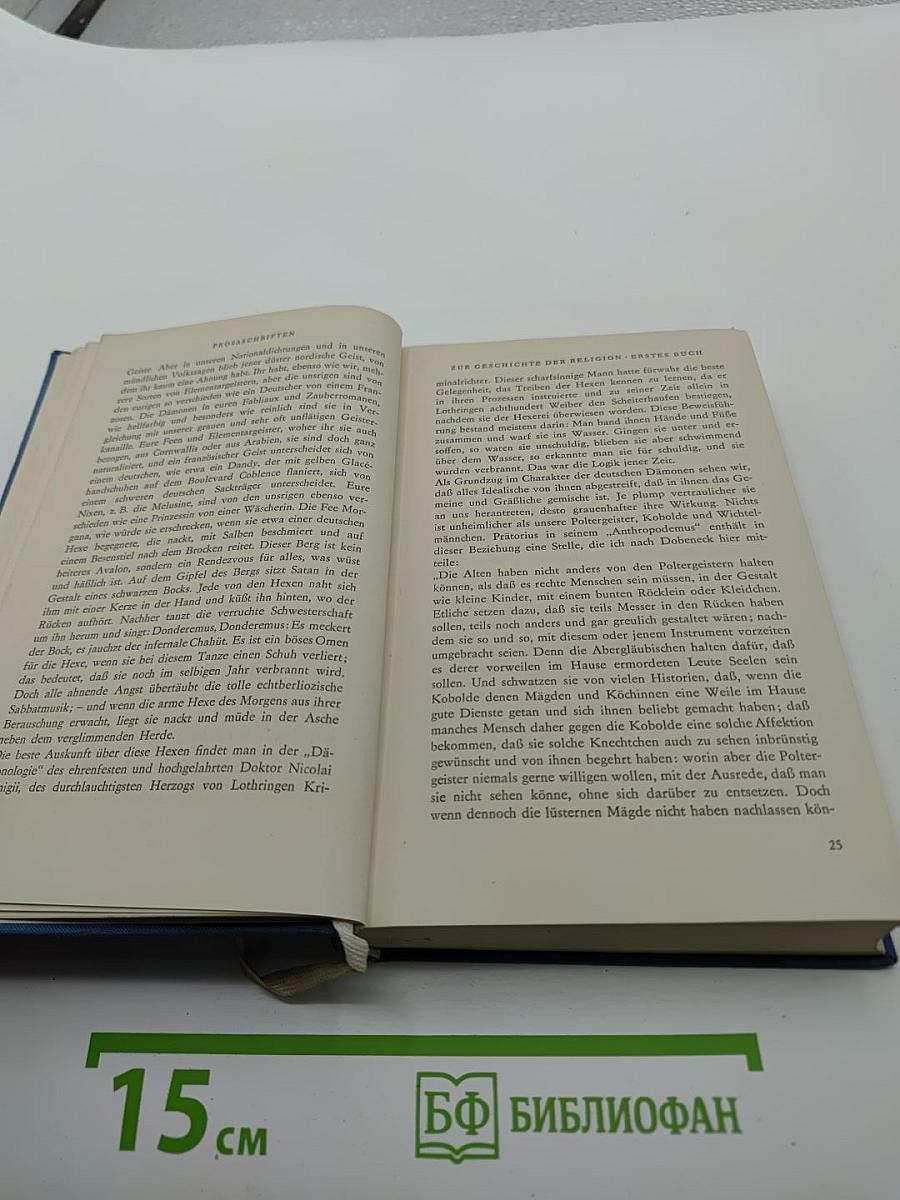 PROSASCHRIFTEN
Geiste. Aber in unseren Nationaldichtungen und in unseren
mündlichen Volkssagen blieb jener düster nordische Geist, von
dem ihr kaum eine Ahnung habt. Ihr habt, ebenso wie wir, meh-
rere Sorten von Elementargeistern, aber die unsrigen sind von
den eurigen so verschieden wie ein Deutscher von einem Fran-
zosen. Die Dämonen in euren Fabliaux und Zauberromanen,
wie hellfarbig und besonders wie reinlich sind sie in Ver-
gleichung mit unserer grauen und sehr oft unflätigen Geister-
kanaille. Eure Feen und Elementargeister, woher ihr sie auch
bezogen, aus Cornwallis oder aus Arabien, sie sind doch ganz
naturalisiert, und ein französischer Geist unterscheidet sich von
einem deutschen, wie etwa ein Dandy, der mit gelben Glacé-
handschuhen auf dem Boulevard Coblence flaniert, sich von
einem schweren deutschen Sackträger unterscheidet. Eure
Nixen, z. B. die Melusine, sind von den unsrigen ebenso ver-
schieden wie eine Prinzessin von einer Wäscherin. Die Fee Mor-
gana, wie würde sie erschrecken, wenn sie etwa einer deutschen
Hexe begegnete, die nackt, mit Salben beschmiert und auf
einem Besenstiel nach dem Brocken reitet. Dieser Berg ist kein
heiteres Avalon, sondern ein Rendezvous für alles, was wüst
und häßlich ist. Auf dem Gipfel des Bergs sitzt Satan in der
Gestalt eines schwarzen Bocks. Jede von den Hexen naht sich
ihm mit einer Kerze in der Hand und küßt ihn hinten, wo der
Rücken aufhört. Nachher tanzt die verruchte Schwesterschaft
um ihn herum und singt: Donderemus, Donderemus: Es meckert
der Bock, es jauchzt der infernale Chahüt. Es ist ein böses Omen
für die Hexe, wenn sie bei diesem Tanze einen Schuh verliert;
das bedeutet, daß sie noch im selbigen Jahr verbrannt wird.
Doch alle ahnende Angst übertäubt die tolle echtberliozische
Sabbatmusik; – und wenn die arme Hexe des Morgens aus ihrer
Berauschung erwacht, liegt sie nackt und müde in der Asche
neben dem verglimmenden Herde.
Die beste Auskunft über diese Hexen findet man in der „Dä-
nologie“ des ehrenfesten und hochgelahrten Doktor Nicolai
migii, des durchlauchtigsten Herzogs von Lothringen Kri-
ZUR GESCHICHTE DER RELIGION · ERSTES BUCH
minalrichter. Dieser scharfsinnige Mann hatte fürwahr die beste
Gelegenheit, das Treiben der Hexen kennen zu lernen, da er
in ihren Prozessen instruierte und zu seiner Zeit allein in
Lothringen achthundert Weiber den Scheiterhaufen bestiegen,
nachdem sie der Hexerei überwiesen worden. Diese Beweisfüh-
rung bestand meistens darin: Man band ihnen Hände und Füße
zusammen und warf sie ins Wasser. Gingen sie unter und er-
soffen, so waren sie unschuldig, blieben sie aber schwimmend
über dem Wasser, so erkannte man sie für schuldig, und sie
wurden verbrannt. Das war die Logik jener Zeit.
Als Grundzug im Charakter der deutschen Dämonen sehen wir,
daß alles Idealische von ihnen abgestreift, daß in ihnen das Ge-
meine und Gräßliche gemischt ist. Je plump vertraulicher sie
an uns herantreten, desto grauenhafter ihre Wirkung. Nichts
ist unheimlicher als unsere Poltergeister, Kobolde und Wichtel-
männchen. Prätorius in seinem „Anthropodemus“ enthält in
dieser Beziehung eine Stelle, die ich nach Dobeneck hier mit-
teile:
„Die Alten haben nicht anders von den Poltergeistern halten
können, als daß es rechte Menschen sein müssen, in der Gestalt
wie kleine Kinder, mit einem bunten Röcklein oder Kleidchen.
Etliche setzen dazu, daß sie teils Messer in den Rücken haben
sollen, teils noch anders und gar greulich gestaltet wären; nach-
dem sie so und so, mit diesem oder jenem Instrument vorzeiten
umgebracht seien. Denn die Abergläubischen halten dafür, daß
es derer vorweilen im Hause ermordeten Leute Seelen sein
sollen. Und schwatzen sie von vielen Historien, daß, wenn die
Kobolde denen Mägden und Köchinnen eine Weile im Hause
gute Dienste getan und sich ihnen beliebt gemacht haben; daß
manches Mensch daher gegen die Kobolde eine solche Affektion
bekommen, daß sie solche Knechtchen auch zu sehen inbrünstig
gewünscht und von ihnen begehrt haben: worin aber die Polter-
geister niemals gerne willigen wollen, mit der Ausrede, daß man
sie nicht sehen könne, ohne sich darüber zu entsetzen. Doch
wenn dennoch die lüsternen Mägde nicht haben nachlassen kön-
25
15 см
БФ БИБЛИОФАН